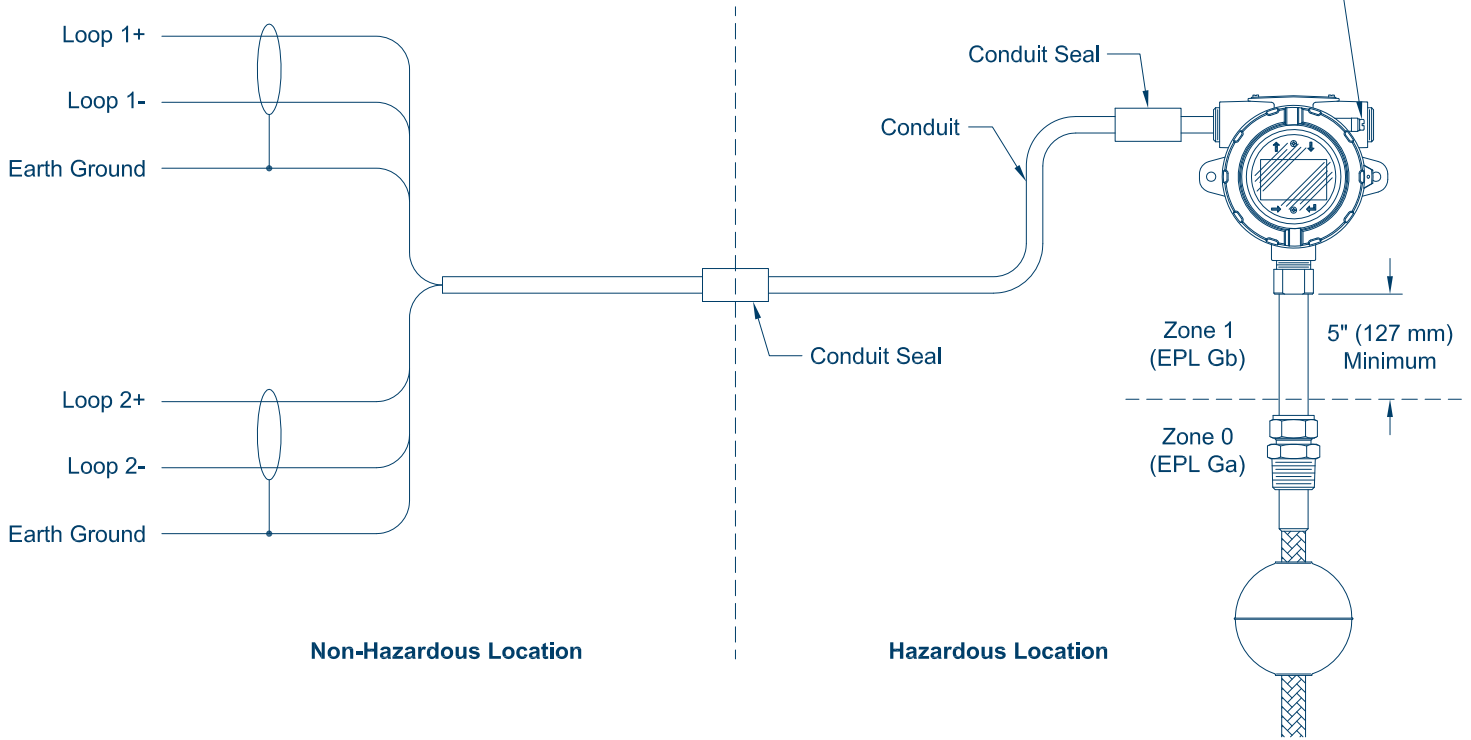 Loop 1+
Loop 1-
Earth Ground
Loop 2+
Loop 2-
Earth Ground
Non-Hazardous Location
Conduit Seal
Conduit
Conduit Seal
Zone 1
(EPL Gb)
5" (127 mm)
Minimum
Zone 0
(EPL Ga)
Hazardous Location